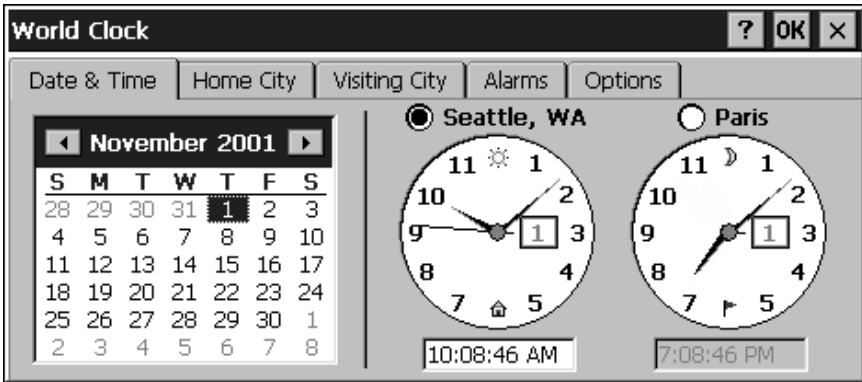 World Clock ? OK ×
Date & Time Home City Visiting City Alarms Options
November 2001
S M T W T F S
28 29 30 31 1 2 3
4 5 6 7 8 9 10
11 12 13 14 15 16 17
18 19 20 21 22 23 24
25 26 27 28 29 30 1
2 3 4 5 6 7 8
Seattle, WA
11 1
10 2
9 1 3
8 4
7 5
10:08:46 AM
Paris
11 1
10 2
9 1 3
8 4
7 5
7:08:46 PM